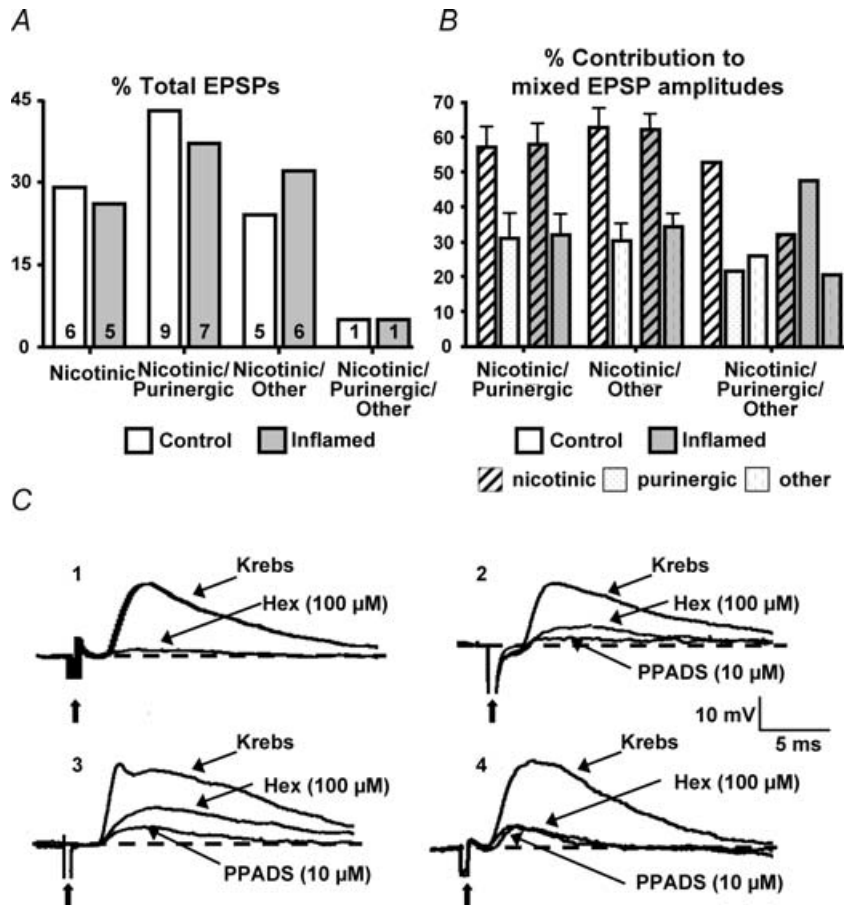 A
% Total EPSPs
45
30
15
0
6 5 9 7 5 6 1 1
Nicotinic
Nicotinic/
Purinergic
Nicotinic/
Other
Nicotinic/
Purinergic/
Other
Control Inflamed
B
% Contribution to
mixed EPSP amplitudes
70
60
50
40
30
20
10
0
Nicotinic/
Purinergic
Nicotinic/
Other
Nicotinic/
Purinergic/
Other
Control Inflamed
nicotinic purinergic other
C
1
Krebs
Hex (100 µM)
2
Krebs
Hex (100 µM)
PPADS (10 µM)
10 mV
5 ms
3
Krebs
Hex (100 µM)
PPADS (10 µM)
4
Krebs
Hex (100 µM)
PPADS (10 µM)